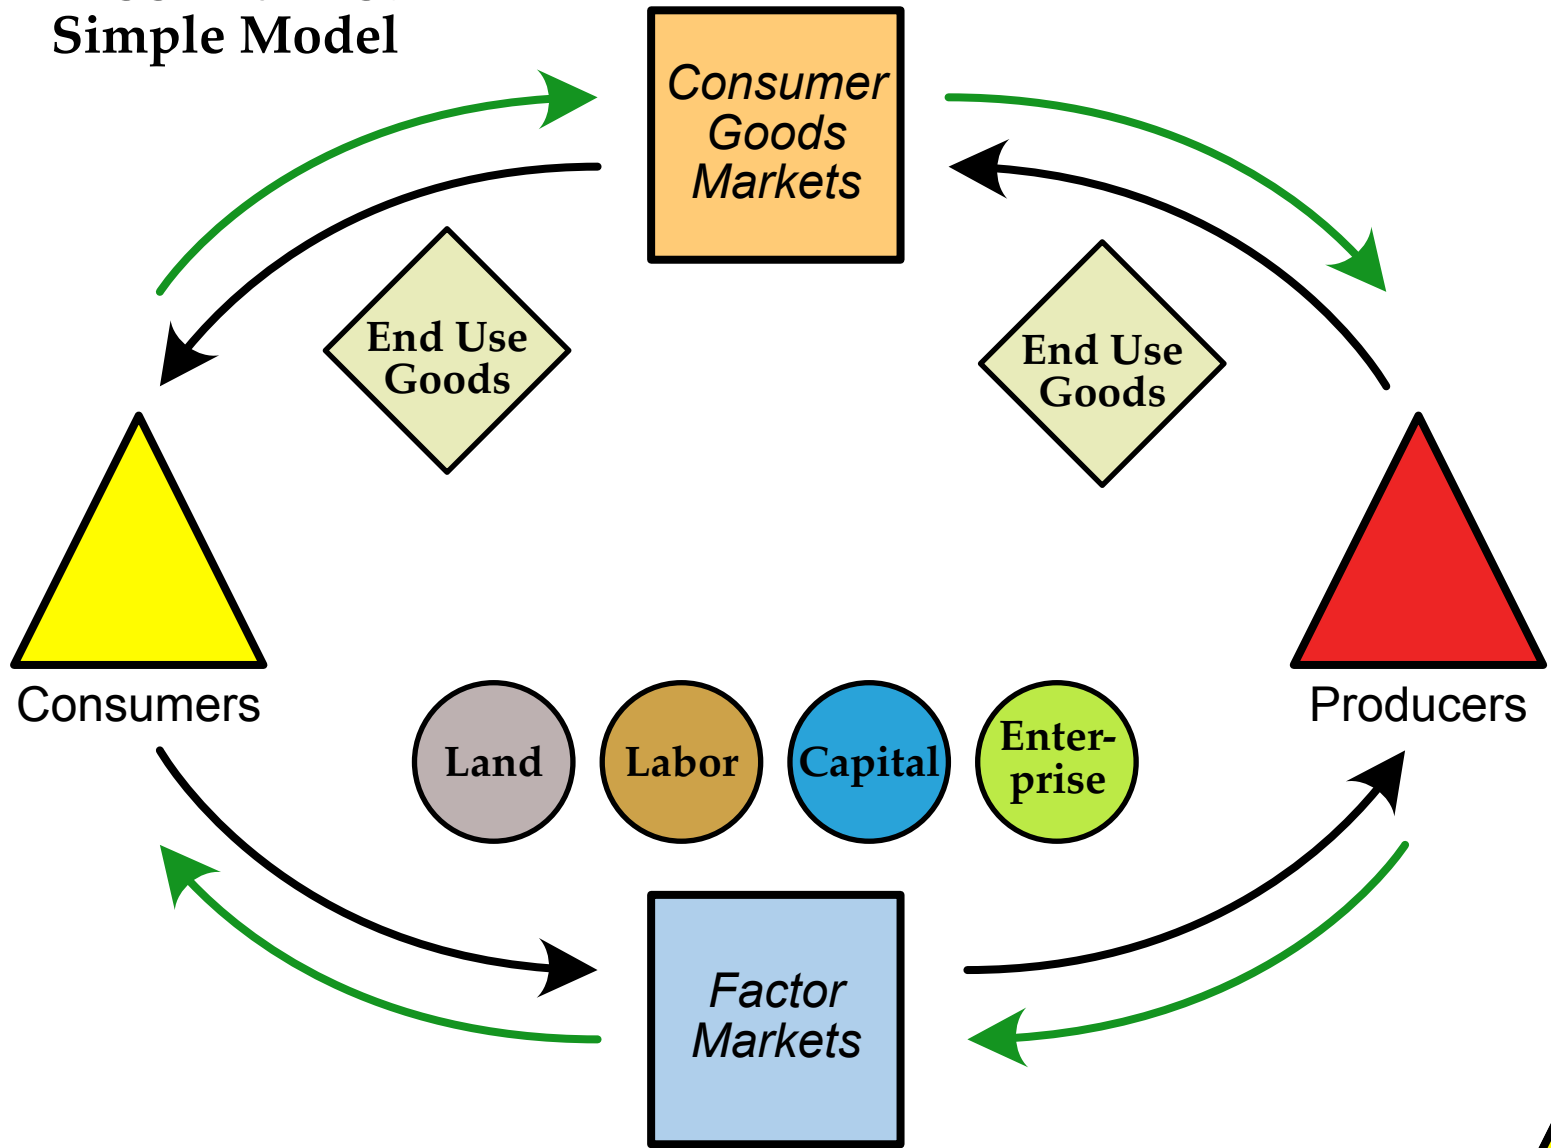 Simple Model
Consumer
Goods
Markets
End Use
Goods
End Use
Goods
Consumers
Producers
Land
Labor
Capital
Enter-
prise
Factor
Markets